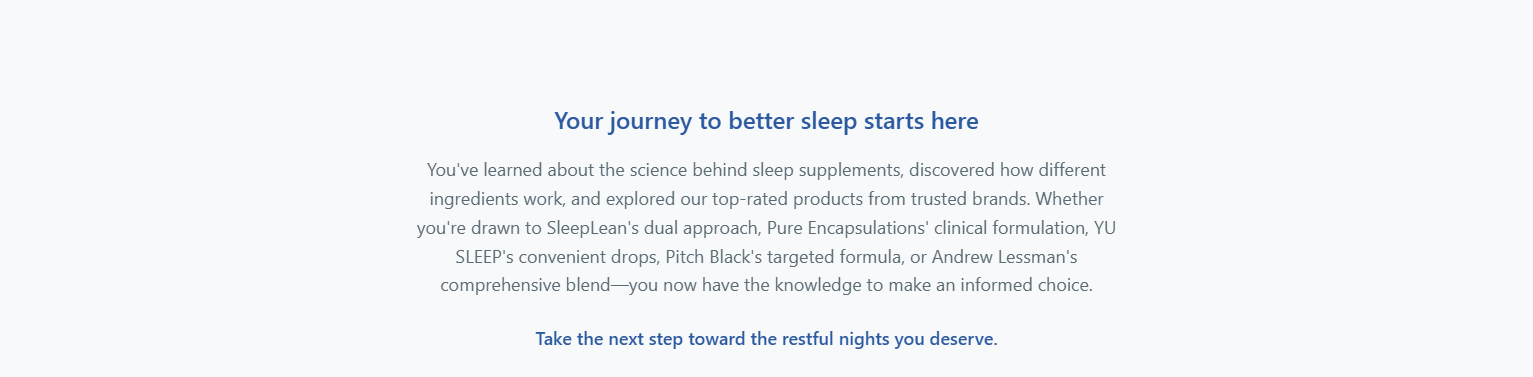 Your journey to better sleep starts here
You've learned about the science behind sleep supplements, discovered how different
ingredients work, and explored our top-rated products from trusted brands. Whether
you're drawn to SleepLean's dual approach, Pure Encapsulations' clinical formulation, YU
SLEEP's convenient drops, Pitch Black's targeted formula, or Andrew Lessman's
comprehensive blend—you now have the knowledge to make an informed choice.
Take the next step toward the restful nights you deserve.